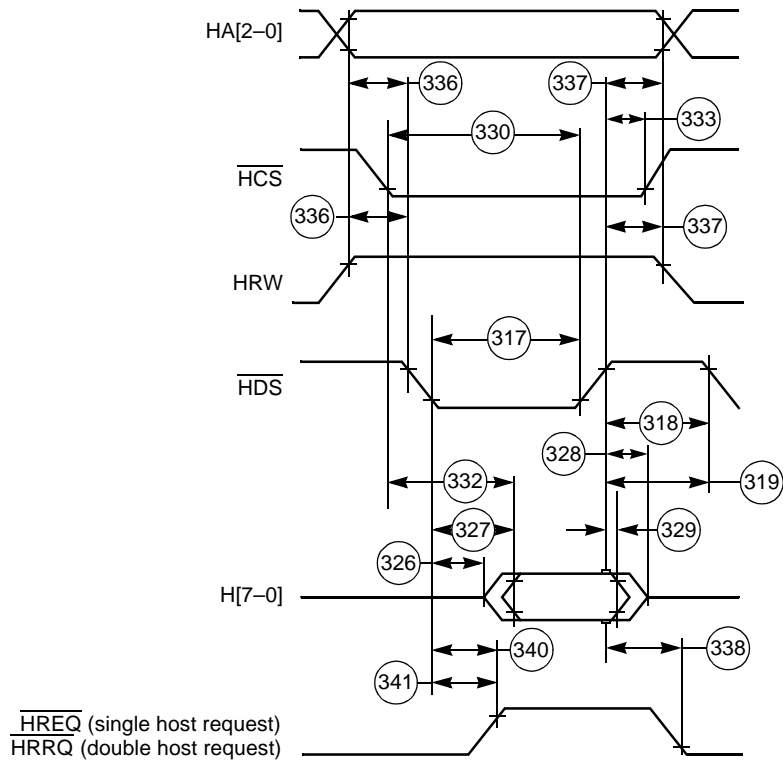 HA[2–0]
336
337
330
333
HCS
336
337
HRW
317
HDS
318
328
332
319
327
329
326
H[7–0]
340
338
341
HREQ (single host request)
HRRQ (double host request)